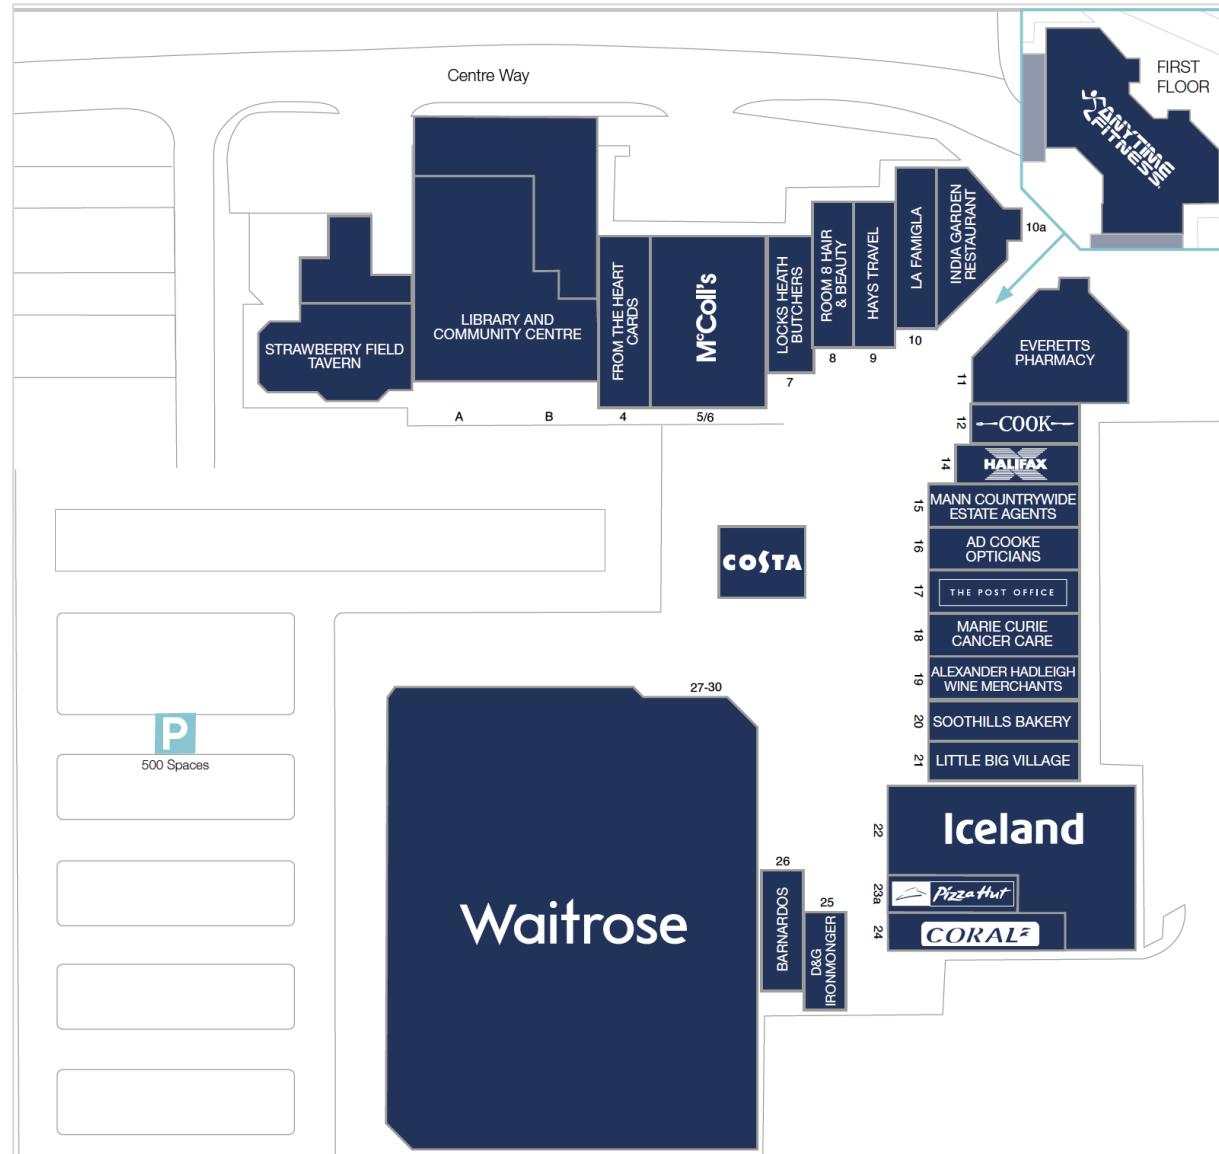 Centre Way
FIRST
FLOOR
ANYTIME
FITNESS
10a
INDIA GARDEN
RESTAURANT
LA FAMIGLA
10
HAYS TRAVEL
9
ROOM 8 HAIR
& BEAUTY
8
LOCKS HEATH
BUTCHERS
7
McColl's
5/6
FROM THE HEART
CARDS
4
LIBRARY AND
COMMUNITY CENTRE
A
B
STRAWBERRY FIELD
TAVERN
EVERETTS
PHARMACY
11
COOK
12
HALIFAX
14
MANN COUNTRYWIDE
ESTATE AGENTS
15
AD COOKE
OPTICIANS
16
THE POST OFFICE
17
MARIE CURIE
CANCER CARE
18
ALEXANDER HADLEIGH
WINE MERCHANTS
19
SOOTHILLS BAKERY
20
LITTLE BIG VILLAGE
21
Iceland
22
Pizza Hut
23a
CORAL
24
COSTA
27-30
Waitrose
26
BARNARDOS
25
D&G
IRONMONGER
P
500 Spaces